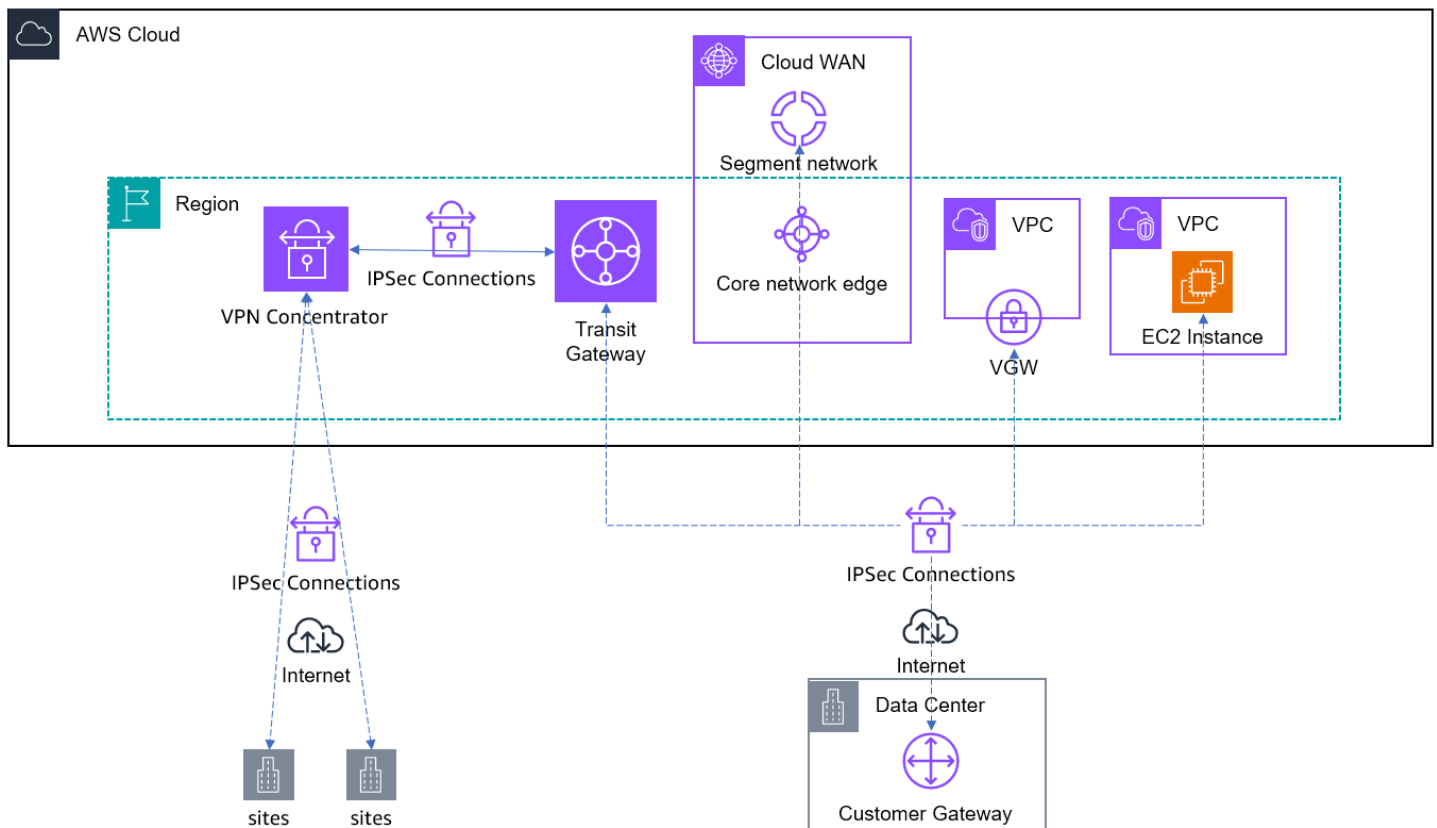 AWS Cloud
Cloud WAN
Segment network
Region
VPC
VPC
IPSec Connections
Core network edge
VPN Concentrator
Transit
Gateway
EC2 Instance
VGW
IPSec Connections
IPSec Connections
Internet
Internet
Data Center
sites
sites
Customer Gateway